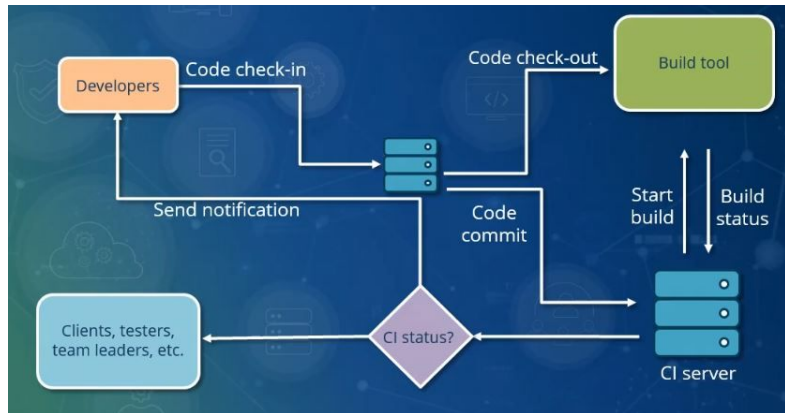 Code check-in
Code check-out
Build tool
Developers
Send notification
Code
commit
Start
build
Build
status
Clients, testers,
team leaders, etc.
CI status?
CI server